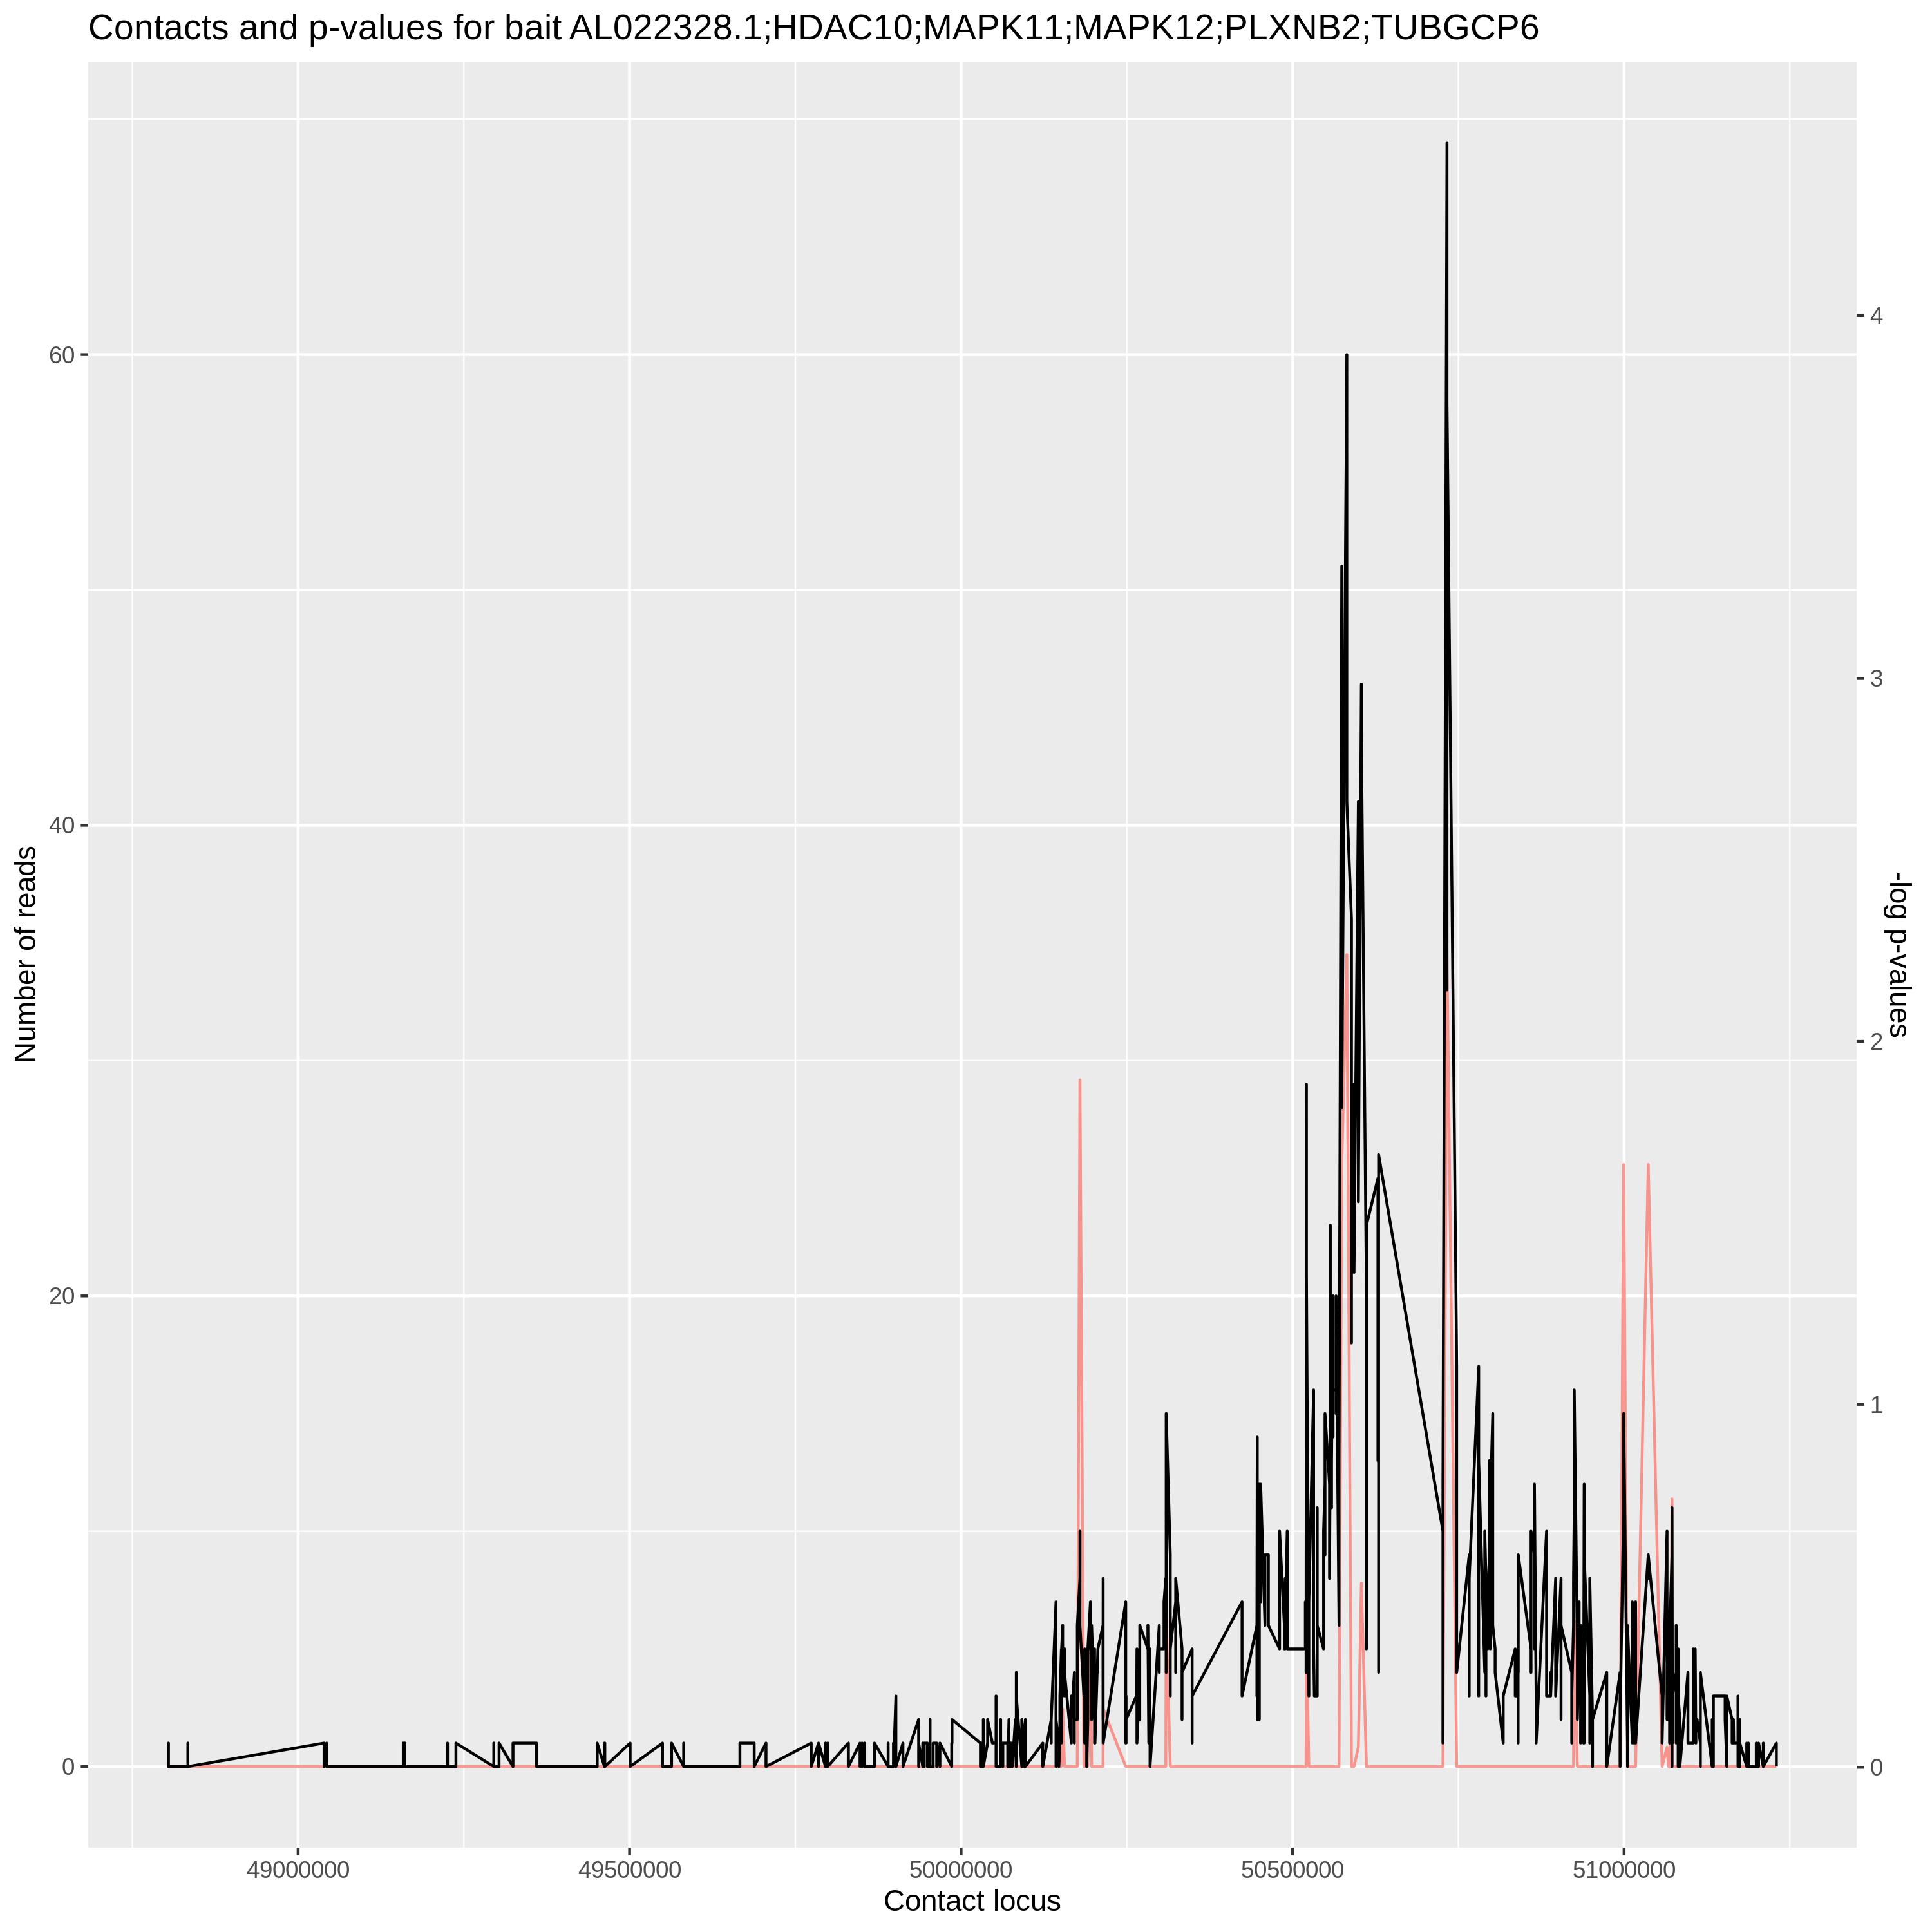 Contacts and p-values for bait AL022328.1;HDAC10;MAPK11;MAPK12;PLXNB2;TUBGCP6
Number of reads
60
40
20
0
4
3
2
1
0
-log p-values
49000000 49500000 50000000 50500000 51000000
Contact locus